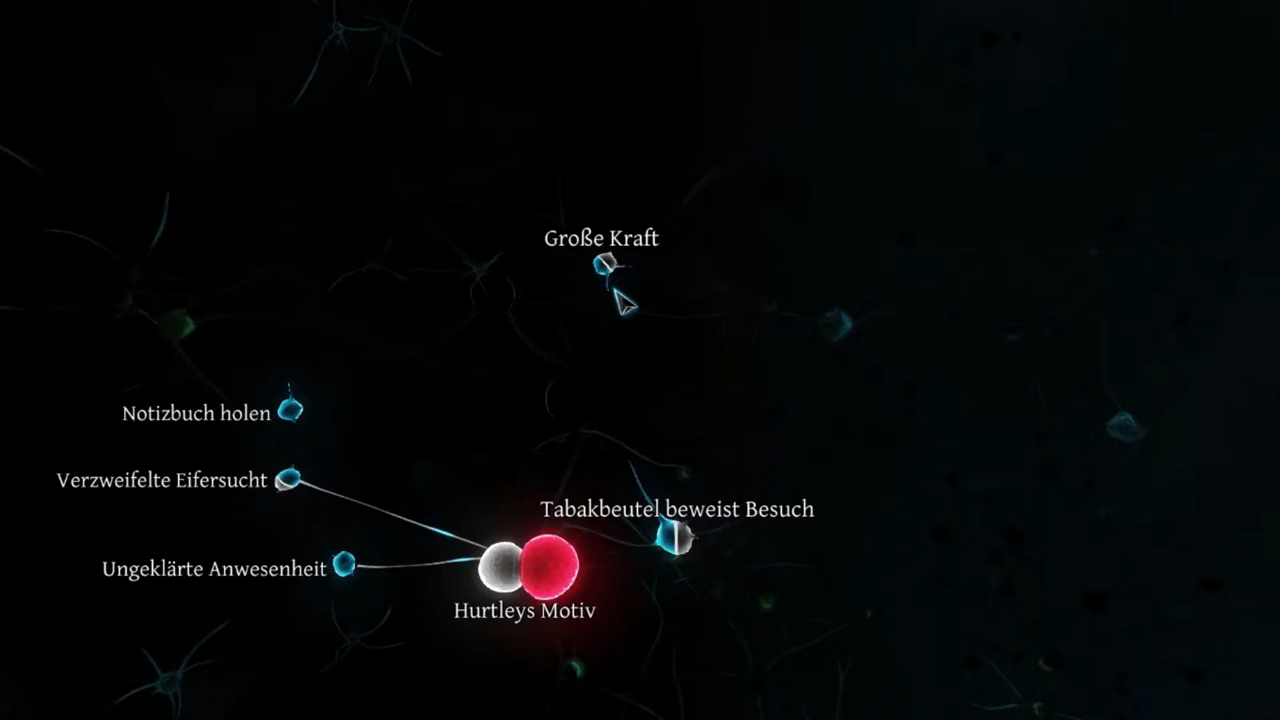 Große Kraft
Notizbuch holen
Verzweifelte Eifersucht
Tabakbeutel beweist Besuch
Ungeklärte Anwesenheit
Hurtleys Motiv